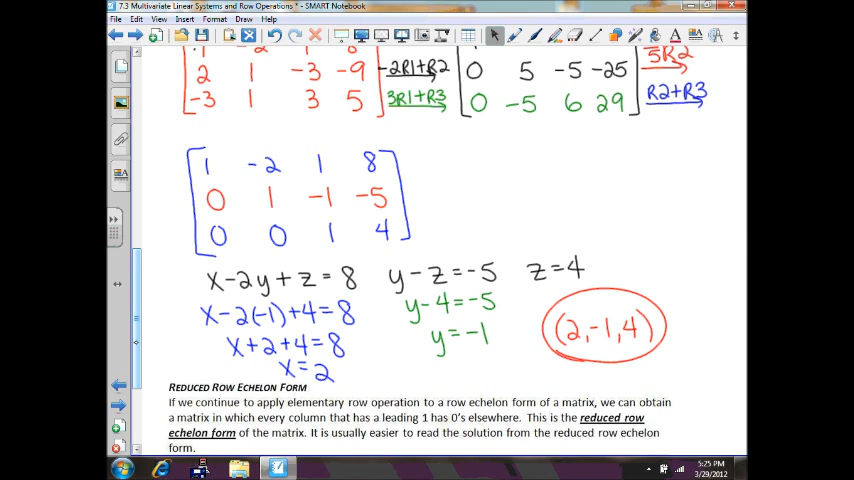 7.3 Multivariate Linear Systems and Row Operations * - SMART Notebook
File Edit View Insert Format Draw Help
1 -2 1 8
2 1 -3 -9
-3 1 3 5
-2R1+R2
3R1+R3
0 5 -5 -25
0 -5 6 29
5R2
R2+R3
1 -2 1 8
0 1 -1 -5
0 0 1 4
x-2y+z=8 y-z=-5 z=4
x-2(-1)+4=8 y-4=-5
x+2+4=8 y=-1 (2,-1,4)
x=2
REDUCED ROW ECHELON FORM
If we continue to apply elementary row operation to a row echelon form of a matrix, we can obtain
a matrix in which every column that has a leading 1 has 0's elsewhere. This is the reduced row
echelon form of the matrix. It is usually easier to read the solution from the reduced row echelon
form.
5:25 PM
3/29/2012